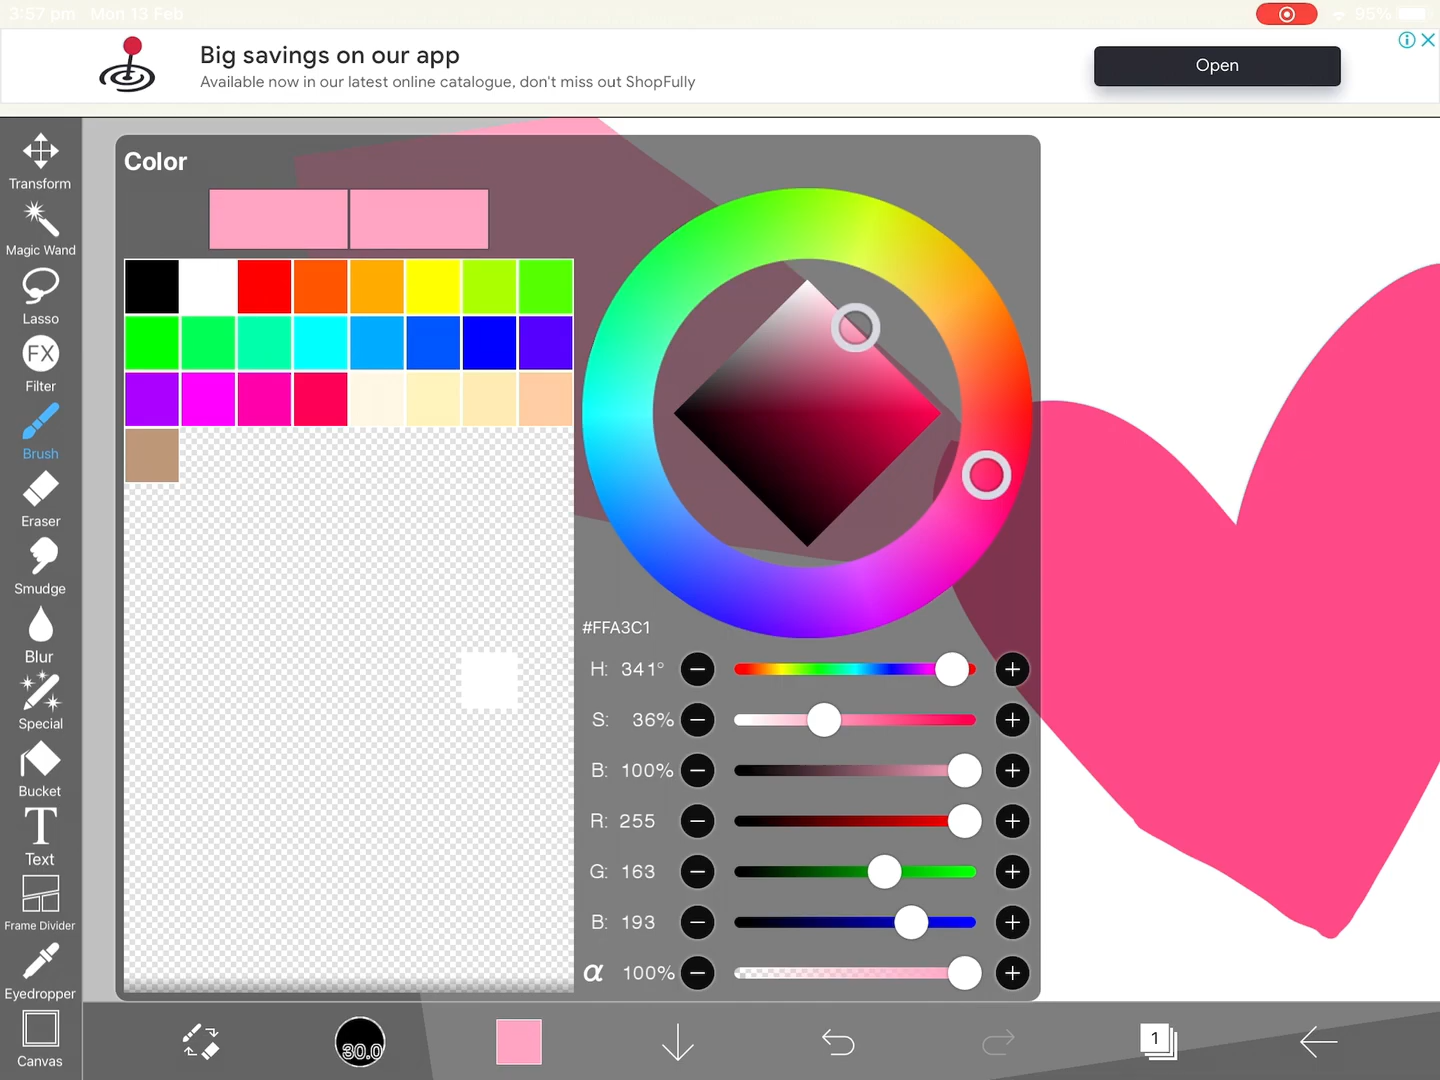 3:57 pm Mon 13 Feb
95%
Big savings on our app
Available now in our latest online catalogue, don't miss out ShopFully
Open
Transform
Magic Wand
Lasso
FX
Filter
Brush
Eraser
Smudge
Blur
Special
Bucket
T
Text
Frame Divider
Eyedropper
Canvas
Color
#FFA3C1
H: 341°
S: 36%
B: 100%
R: 255
G: 163
B: 193
α 100%
30.0
1